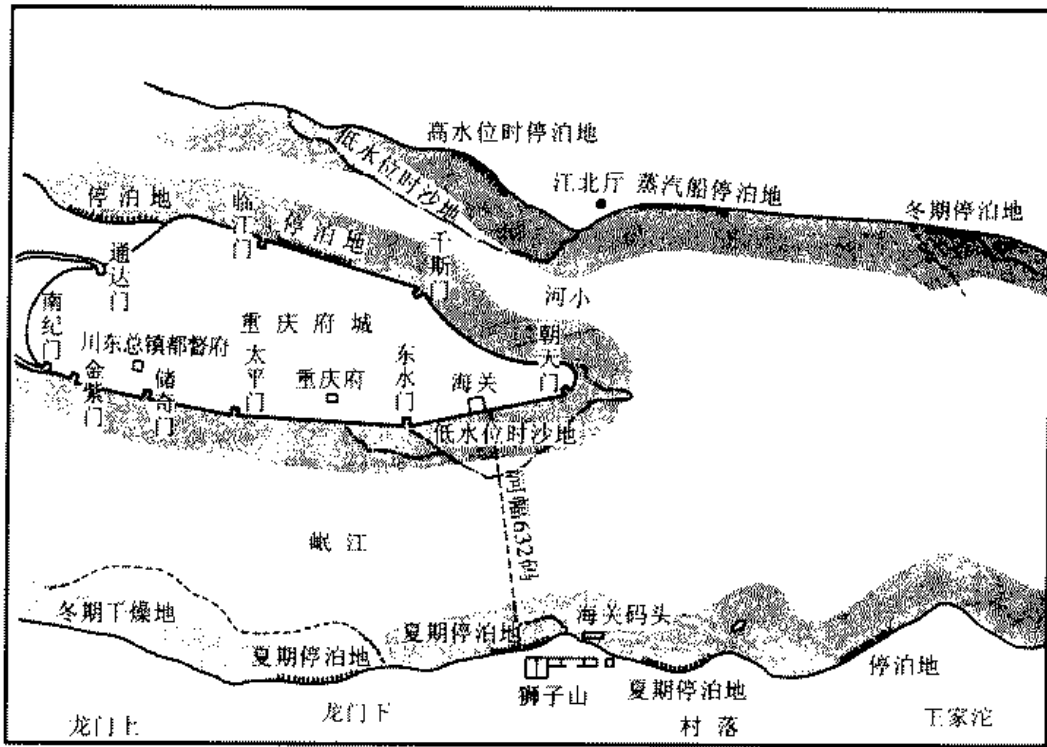 高水位时停泊地
低水位时沙地
江北厅 蒸汽船停泊地
冬期停泊地
停泊地
临江门
停泊地
千斯门
通达门
河小
南纪门
重庆府城
朝天门
川东总镇都督府
金紫门
储奇门
太平门
重庆府
东水门
海关
低水位时沙地
河幅632码
岷江
冬期干燥地
夏期停泊地
夏期停泊地
海关码头
狮子山
夏期停泊地
停泊地
龙门上
龙门下
村落
王家沱